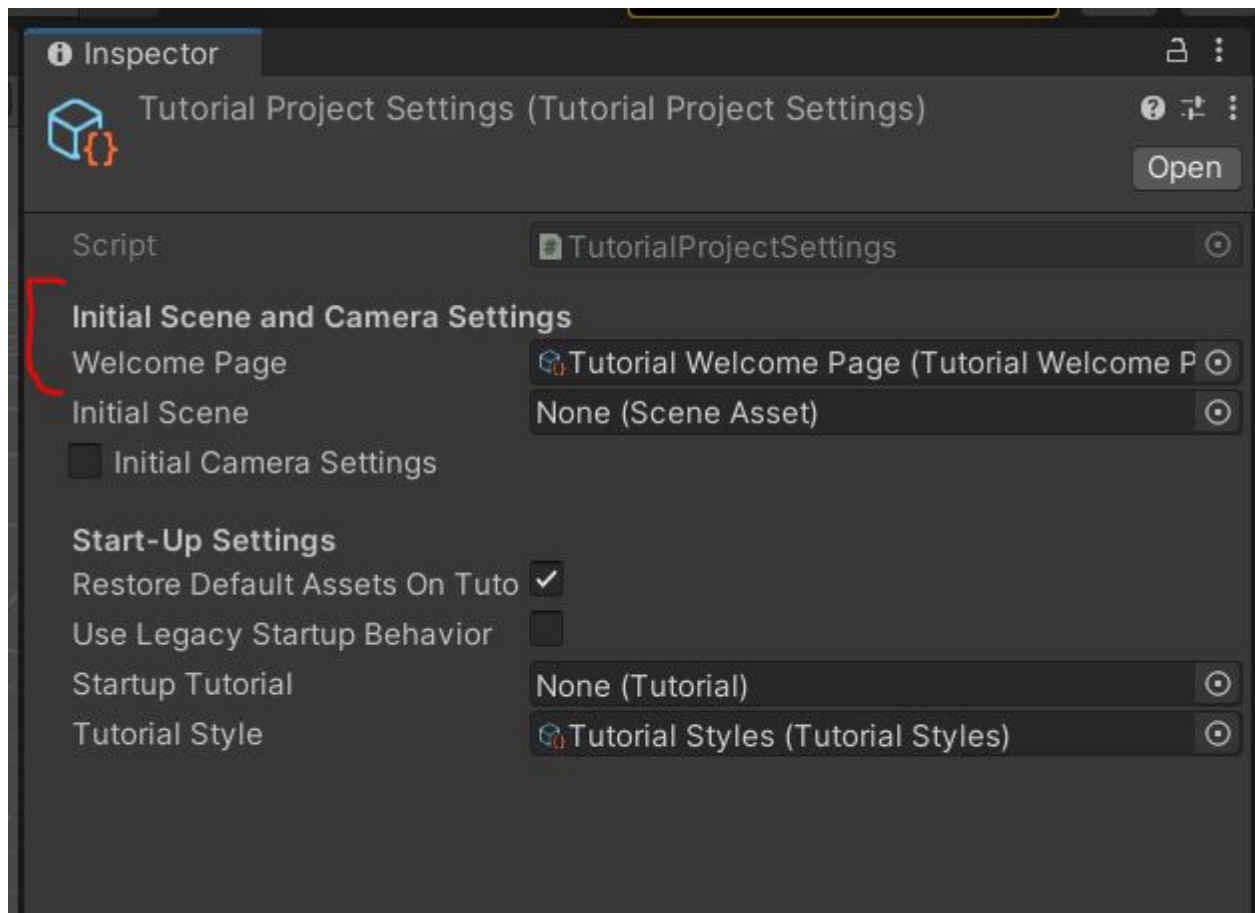 Inspector
Tutorial Project Settings (Tutorial Project Settings)
Open
Script TutorialProjectSettings
Initial Scene and Camera Settings
Welcome Page Tutorial Welcome Page (Tutorial Welcome P
Initial Scene None (Scene Asset)
Initial Camera Settings
Start-Up Settings
Restore Default Assets On Tuto
Use Legacy Startup Behavior
Startup Tutorial None (Tutorial)
Tutorial Style Tutorial Styles (Tutorial Styles)